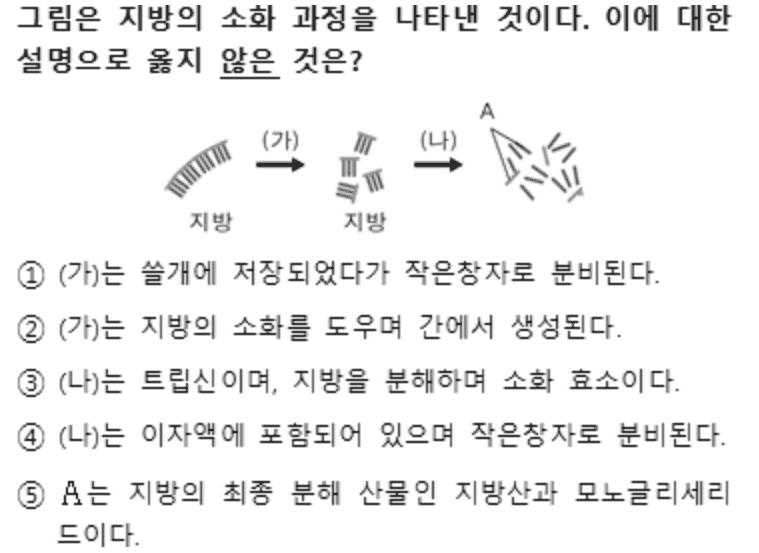 그림은 지방의 소화 과정을 나타낸 것이다. 이에 대한
설명으로 옳지 않은 것은?
A
(가) (나)
지방 지방
① (가)는 쓸개에 저장되었다가 작은창자로 분비된다.
② (가)는 지방의 소화를 도우며 간에서 생성된다.
③ (나)는 트립신이며, 지방을 분해하며 소화 효소이다.
④ (나)는 이자액에 포함되어 있으며 작은창자로 분비된다.
⑤ A는 지방의 최종 분해 산물인 지방산과 모노글리세리
드이다.